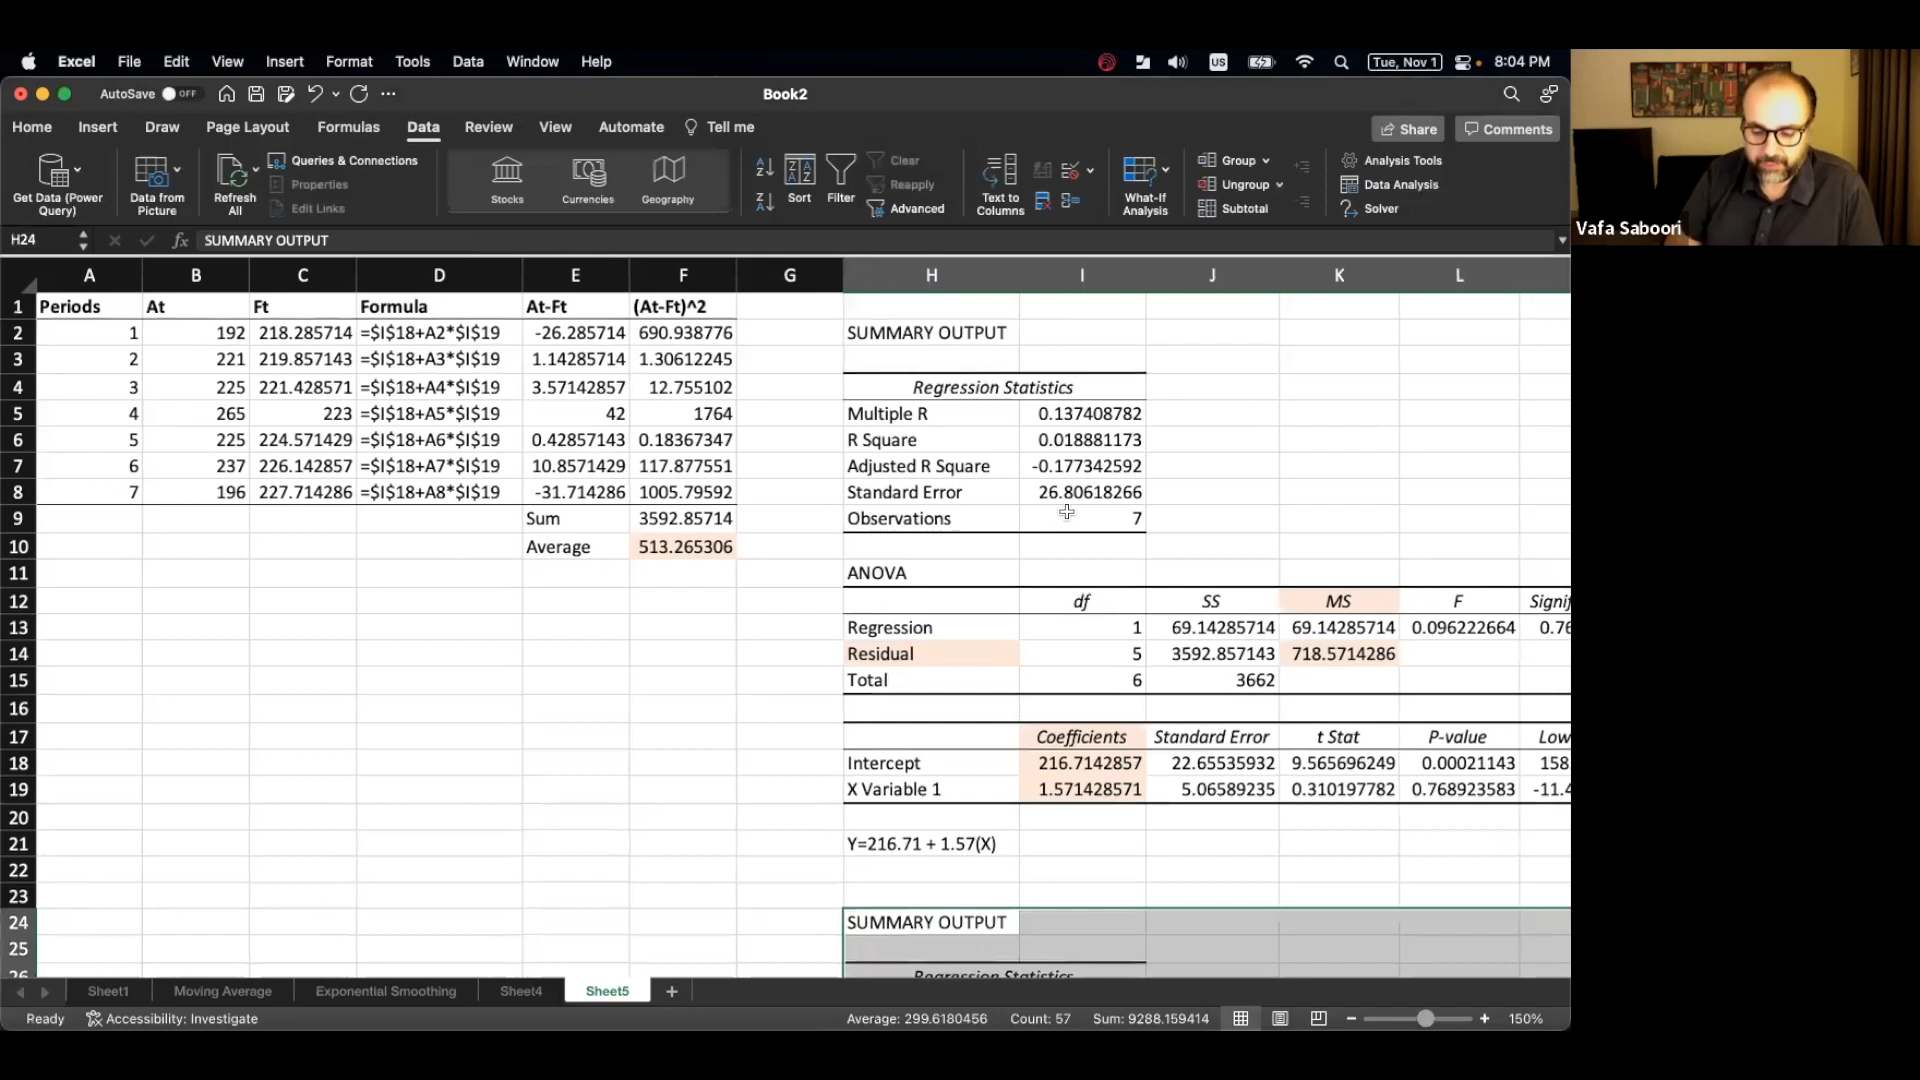 Excel File Edit View Insert Format Tools Data Window Help US Tue, Nov 1 8:04 PM
AutoSave OFF Book2
Home Insert Draw Page Layout Formulas Data Review View Automate Tell me Share Comments
Get Data (Power Query) Data from Picture Refresh All Queries & Connections Properties Edit Links Stocks Currencies Geography Sort Filter Clear Reapply Advanced Text to Columns What-If Analysis Group Ungroup Subtotal Analysis Tools Data Analysis Solver
Vafa Saboori
H24 fx SUMMARY OUTPUT
A B C D E F G H I J K L
1 Periods At Ft Formula At-Ft (At-Ft)^2
2 1 192 218.285714 =$I$18+A2*$I$19 -26.285714 690.938776 SUMMARY OUTPUT
3 2 221 219.857143 =$I$18+A3*$I$19 1.14285714 1.30612245
4 3 225 221.428571 =$I$18+A4*$I$19 3.57142857 12.755102 Regression Statistics
5 4 265 223 =$I$18+A5*$I$19 42 1764 Multiple R 0.137408782
6 5 225 224.571429 =$I$18+A6*$I$19 0.42857143 0.18367347 R Square 0.018881173
7 6 237 226.142857 =$I$18+A7*$I$19 10.8571429 117.877551 Adjusted R Square -0.177342592
8 7 196 227.714286 =$I$18+A8*$I$19 -31.714286 1005.79592 Standard Error 26.80618266
9 Sum 3592.85714 Observations 7
10 Average 513.265306
11 ANOVA
12 df SS MS F Signif
13 Regression 1 69.14285714 69.14285714 0.096222664 0.76
14 Residual 5 3592.857143 718.5714286
15 Total 6 3662
16
17 Coefficients Standard Error t Stat P-value Low
18 Intercept 216.7142857 22.65535932 9.565696249 0.00021143 158
19 X Variable 1 1.571428571 5.06589235 0.310197782 0.768923583 -11.4
20
21 Y=216.71 + 1.57(X)
22
23
24 SUMMARY OUTPUT
25
26 Regression Statistics
Sheet1 Moving Average Exponential Smoothing Sheet4 Sheet5
Ready Accessibility: Investigate Average: 299.6180456 Count: 57 Sum: 9288.159414 150%